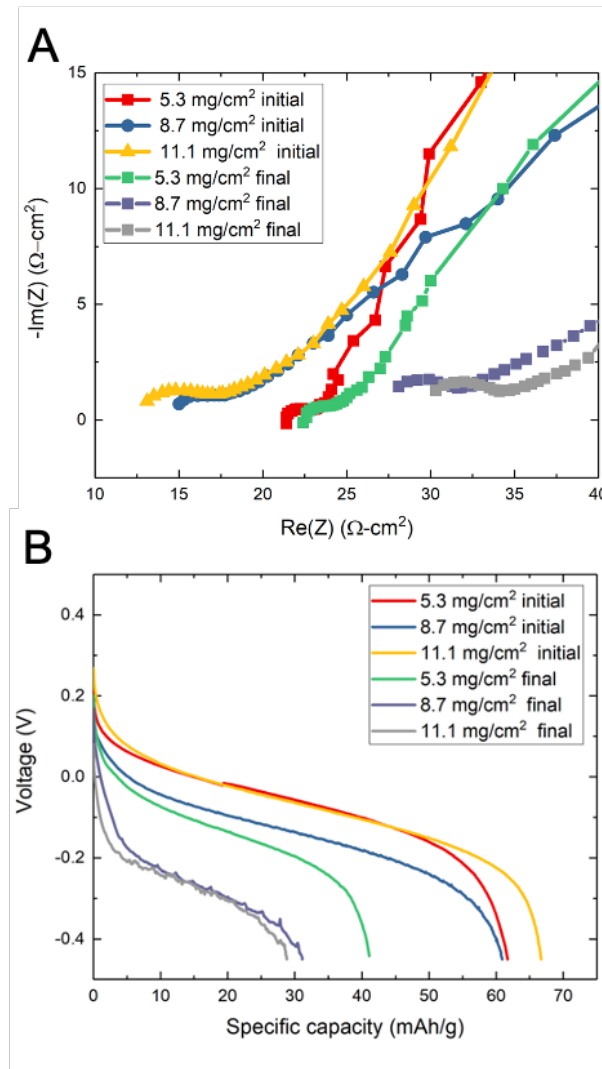 A
15
10
5
0
-Im(Z) (Ω–cm²)
5.3 mg/cm² initial
8.7 mg/cm² initial
11.1 mg/cm² initial
5.3 mg/cm² final
8.7 mg/cm² final
11.1 mg/cm² final
10 15 20 25 30 35 40
Re(Z) (Ω-cm²)
B
0.4
0.2
0.0
-0.2
-0.4
Voltage (V)
5.3 mg/cm² initial
8.7 mg/cm² initial
11.1 mg/cm² initial
5.3 mg/cm² final
8.7 mg/cm² final
11.1 mg/cm² final
0 10 20 30 40 50 60 70
Specific capacity (mAh/g)